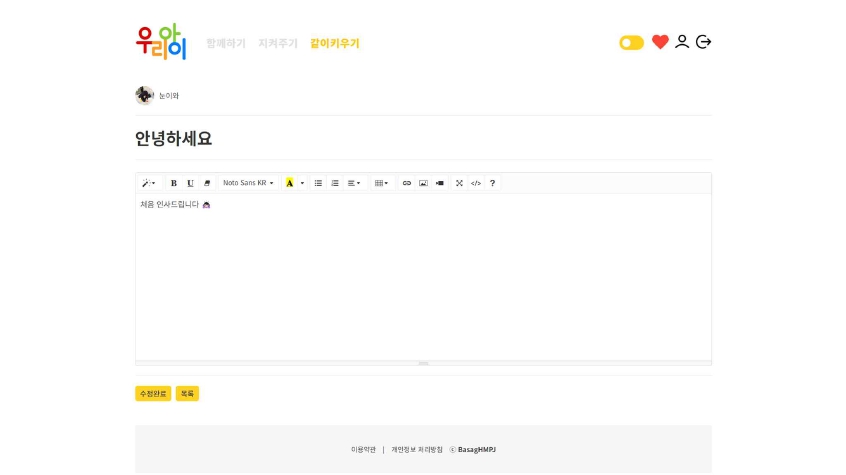 우리아이
함께하기 지켜주기 같이키우기
눈이와
안녕하세요
B U Noto Sans KR A </> ?
처음 인사드립니다 🙇🏻
수정완료 목록
이용약관 | 개인정보 처리방침 ⓒ BasagHMPJ